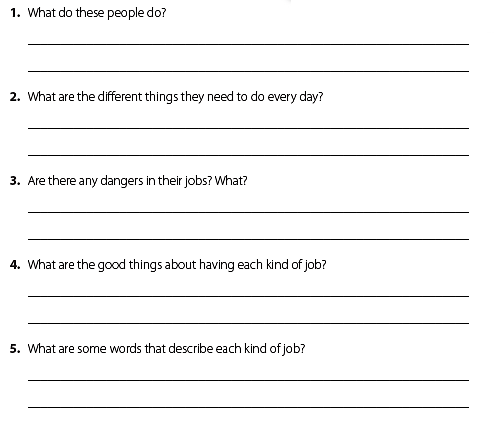 1. What do these people do?
2. What are the different things they need to do every day?
3. Are there any dangers in their jobs? What?
4. What are the good things about having each kind of job?
5. What are some words that describe each kind of job?